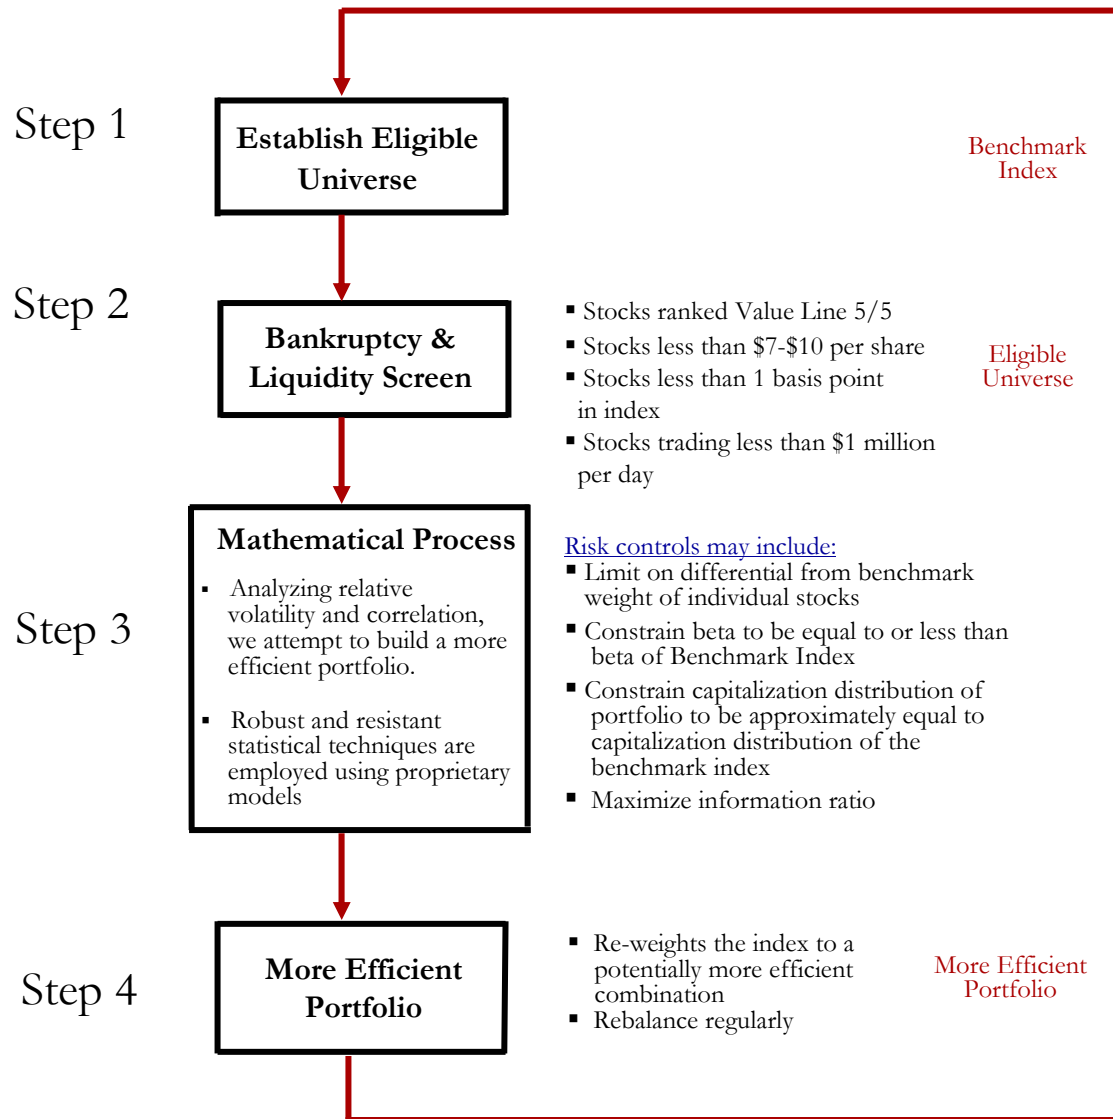 Step 1
Establish Eligible
Universe
Benchmark
Index
Step 2
Bankruptcy &
Liquidity Screen
▪ Stocks ranked Value Line 5/5
▪ Stocks less than $7-$10 per share
▪ Stocks less than 1 basis point
in index
▪ Stocks trading less than $1 million
per day
Eligible
Universe
Step 3
Mathematical Process
▪ Analyzing relative
volatility and correlation,
we attempt to build a more
efficient portfolio.
▪ Robust and resistant
statistical techniques are
employed using proprietary
models
Risk controls may include:
▪ Limit on differential from benchmark
weight of individual stocks
▪ Constrain beta to be equal to or less than
beta of Benchmark Index
▪ Constrain capitalization distribution of
portfolio to be approximately equal to
capitalization distribution of the
benchmark index
▪ Maximize information ratio
Step 4
More Efficient
Portfolio
▪ Re-weights the index to a
potentially more efficient
combination
▪ Rebalance regularly
More Efficient
Portfolio